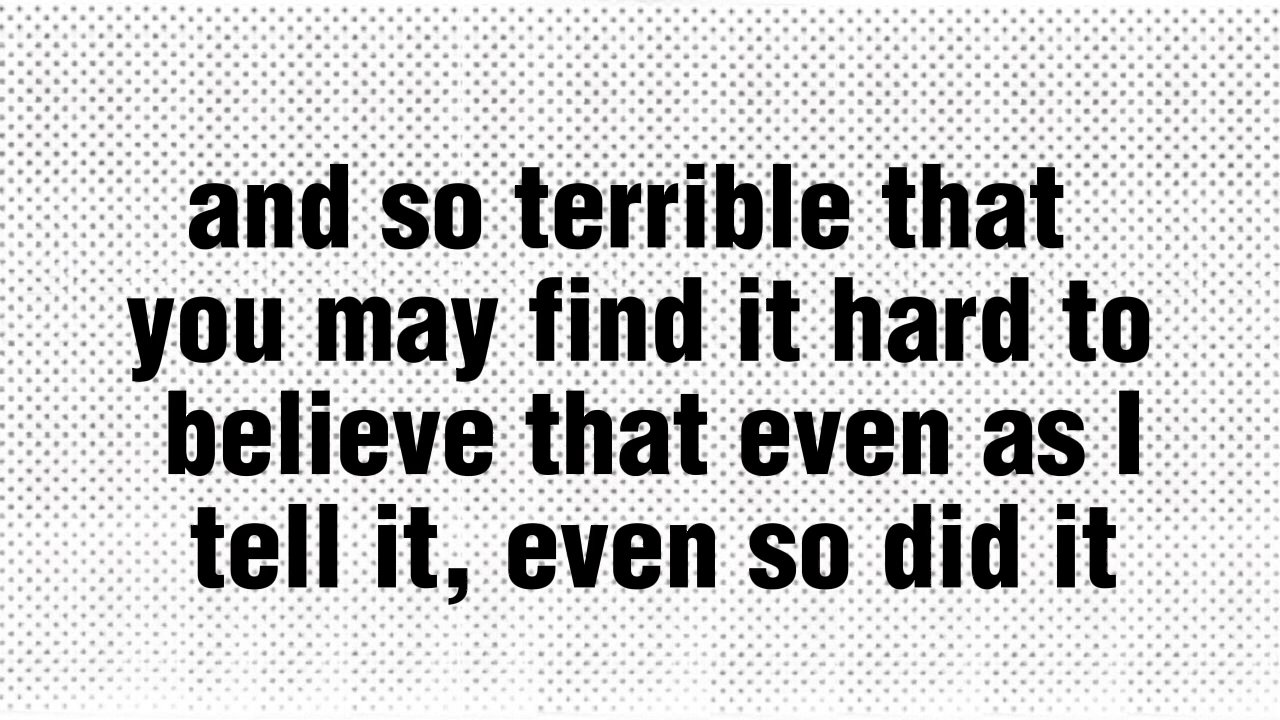 and so terrible that
you may find it hard to
believe that even as I
tell it, even so did it